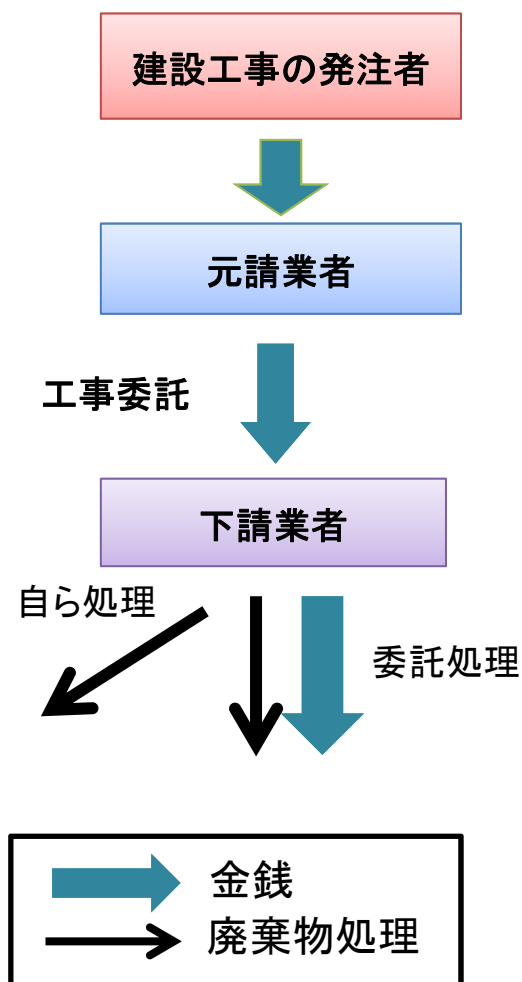 建設工事の発注者
元請業者
工事委託
下請業者
自ら処理
委託処理
金銭
廃棄物処理